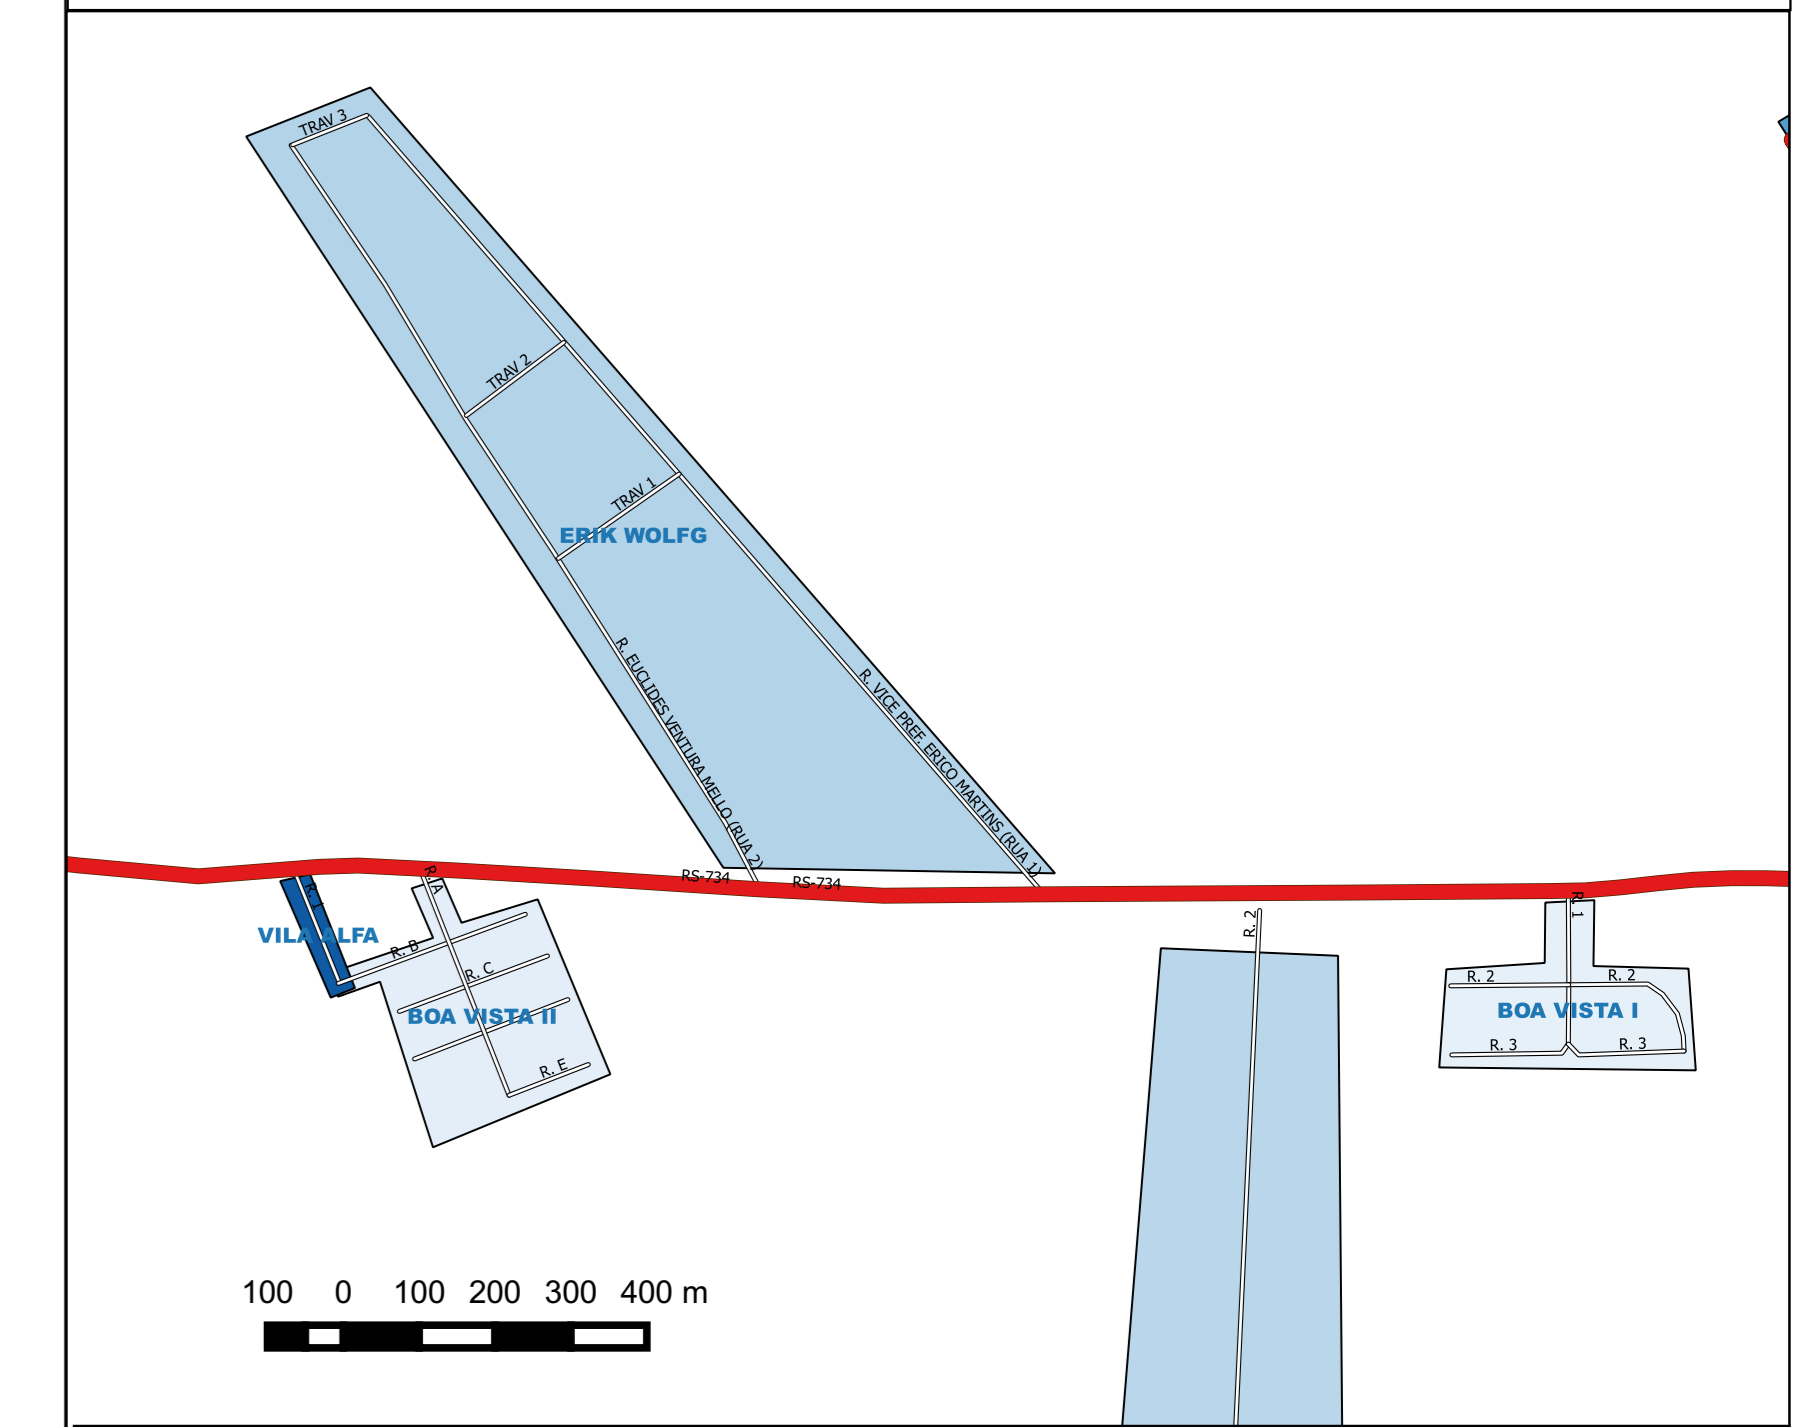 TRAV 3
TRAV 2
TRAV 1
ERIK WOLFG
R. EUCLIDES VENTURA MELLO (RUA 2)
R. VICE PREF. ERICO MARTINS (RUA 1)
RS-734
RS-734
R. 1
VILA ALFA
R. A
R. B
R. C
BOA VISTA II
R. E
R. 2
R. 1
R. 2
R. 2
BOA VISTA I
R. 3
R. 3
100 0 100 200 300 400 m